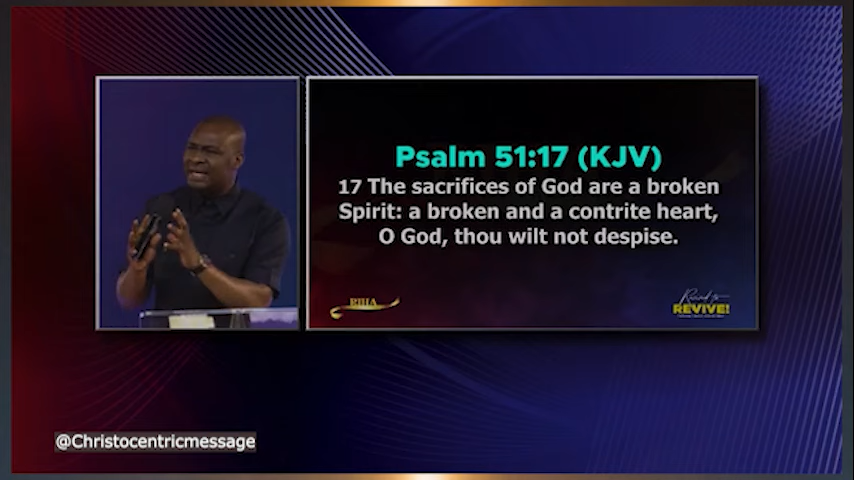 Psalm 51:17 (KJV)
17 The sacrifices of God are a broken
Spirit: a broken and a contrite heart,
O God, thou wilt not despise.
REVIVE!
@Christocentricmessage